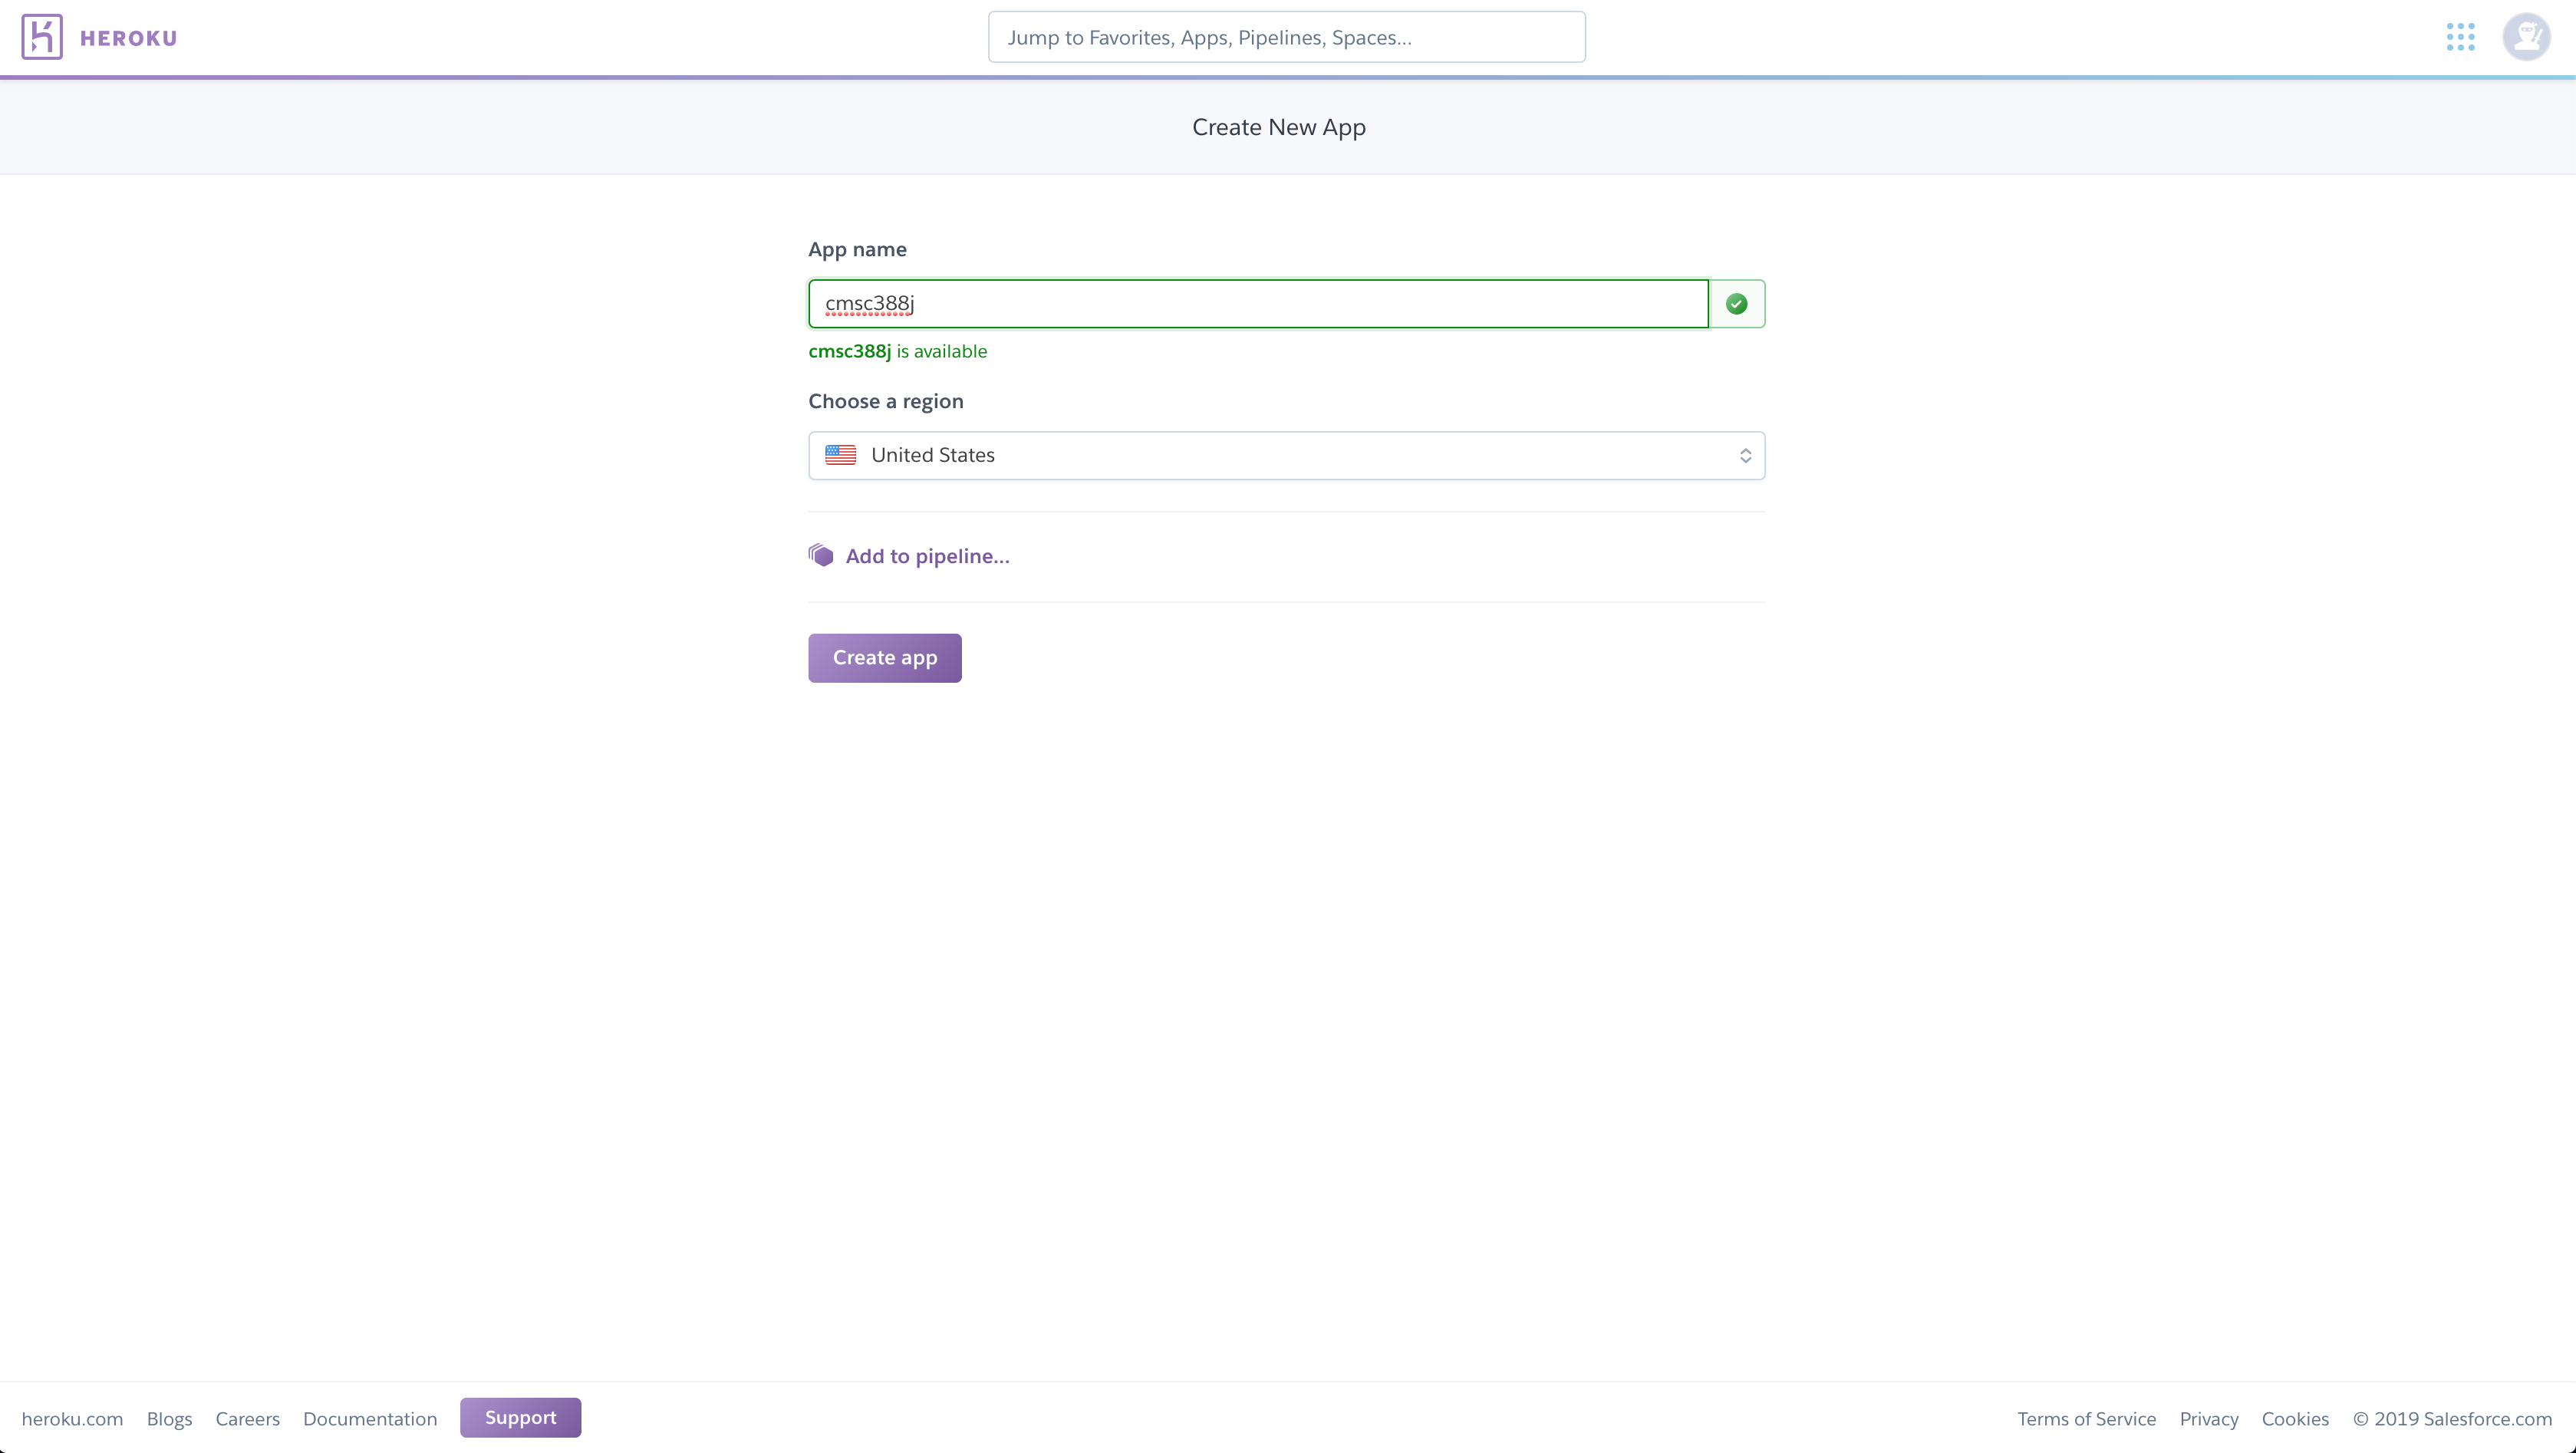 HEROKU
Jump to Favorites, Apps, Pipelines, Spaces...
Create New App
App name
cmsc388j
cmsc388j is available
Choose a region
United States
Add to pipeline...
Create app
heroku.com Blogs Careers Documentation Support Terms of Service Privacy Cookies © 2019 Salesforce.com